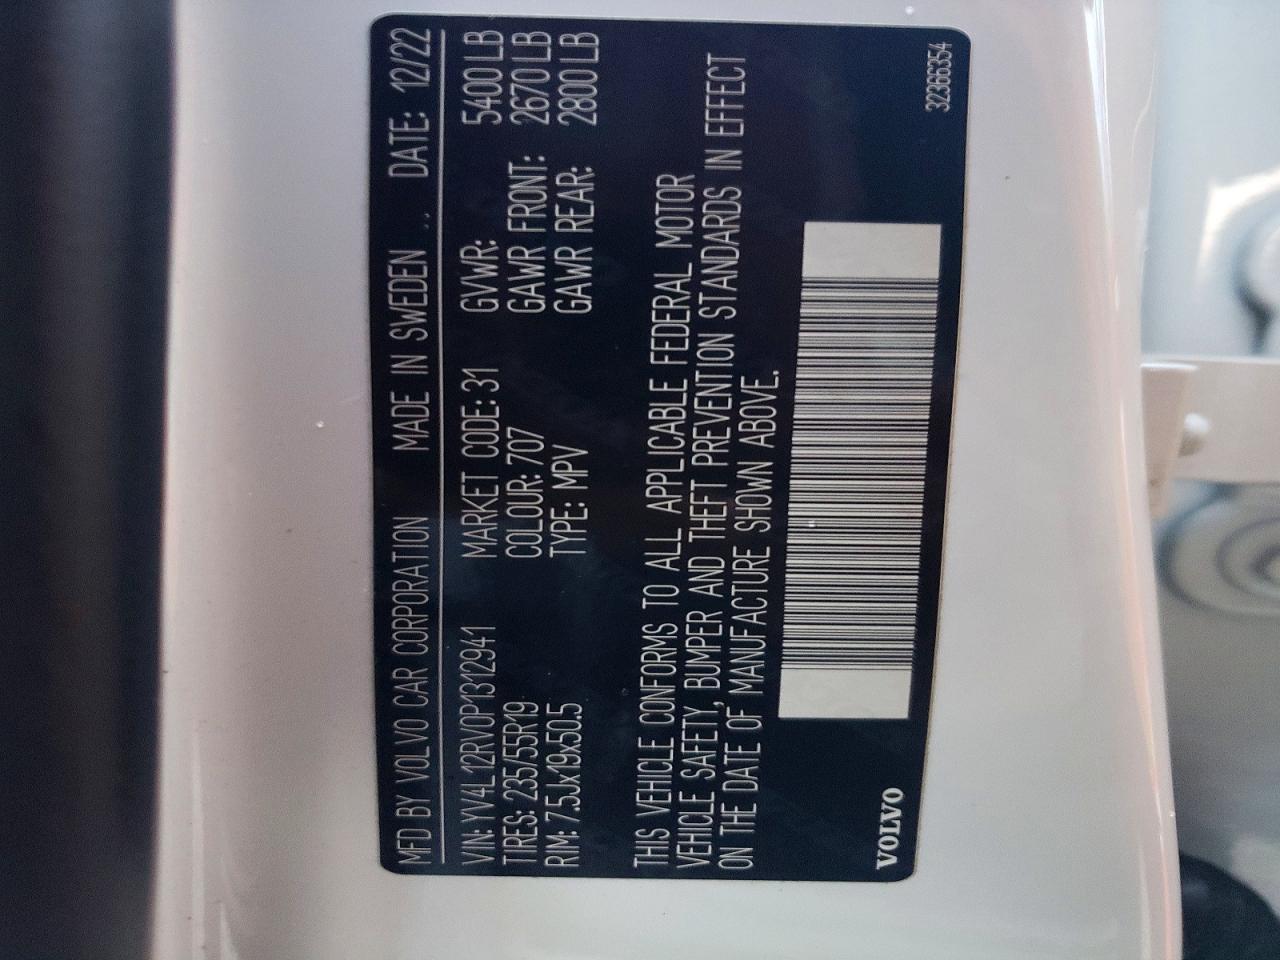 MFD BY VOLVO CAR CORPORATION MADE IN SWEDEN .. DATE: 12/22
VIN: YV4L12RV0P1312941 MARKET CODE: 31 GVWR: 5400 LB
TIRES: 235/55R19 COLOUR: 707 GAWR FRONT: 2670 LB
RIM: 7.5Jx19x50.5 TYPE: MPV GAWR REAR: 2800 LB
THIS VEHICLE CONFORMS TO ALL APPLICABLE FEDERAL MOTOR
VEHICLE SAFETY, BUMPER AND THEFT PREVENTION STANDARDS IN EFFECT
ON THE DATE OF MANUFACTURE SHOWN ABOVE.
VOLVO
32366354